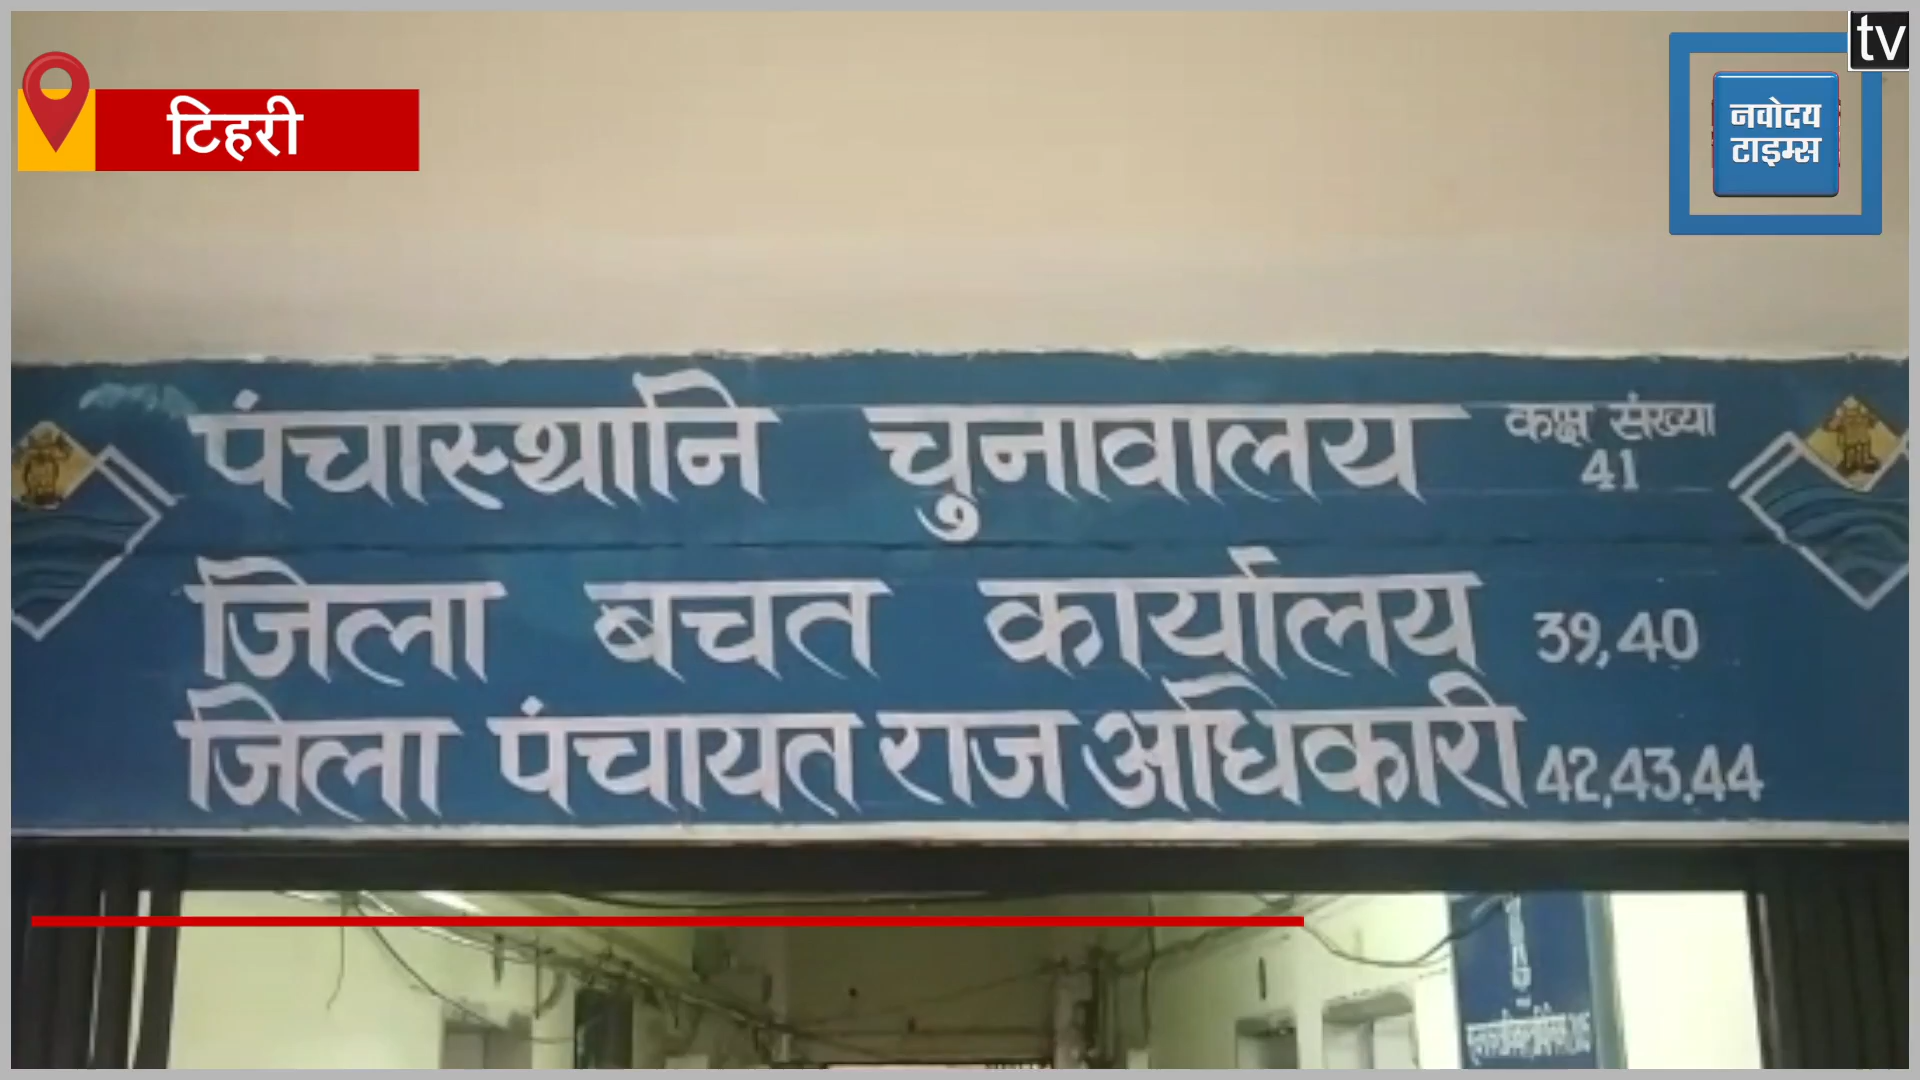 टिहरी
tv
नवोदय
टाइम्स
पंचास्थानि चुनावालय कक्ष संख्या 41
जिला बचत कार्यालय 39,40
जिला पंचायत राज अधिकारी 42,43,44